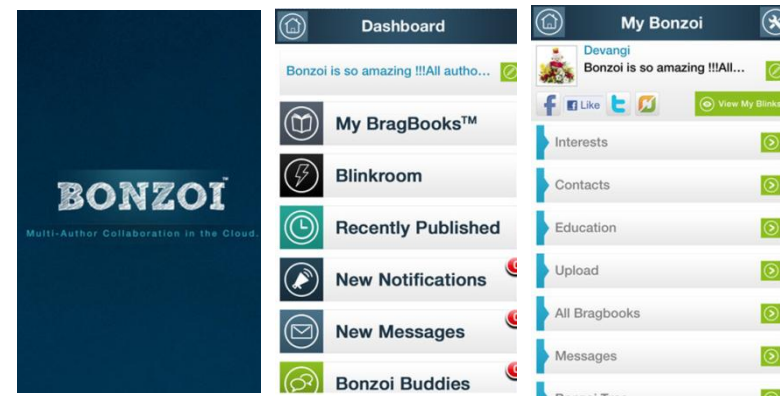 BONZOI™
Multi-Author Collaboration in the Cloud.
Dashboard
Bonzoi is so amazing !!!All autho...
My BragBooks™
Blinkroom
Recently Published
New Notifications
New Messages
Bonzoi Buddies
My Bonzoi
Devangi
Bonzoi is so amazing !!!All...
f Like
View My Blinks
Interests
Contacts
Education
Upload
All Bragbooks
Messages